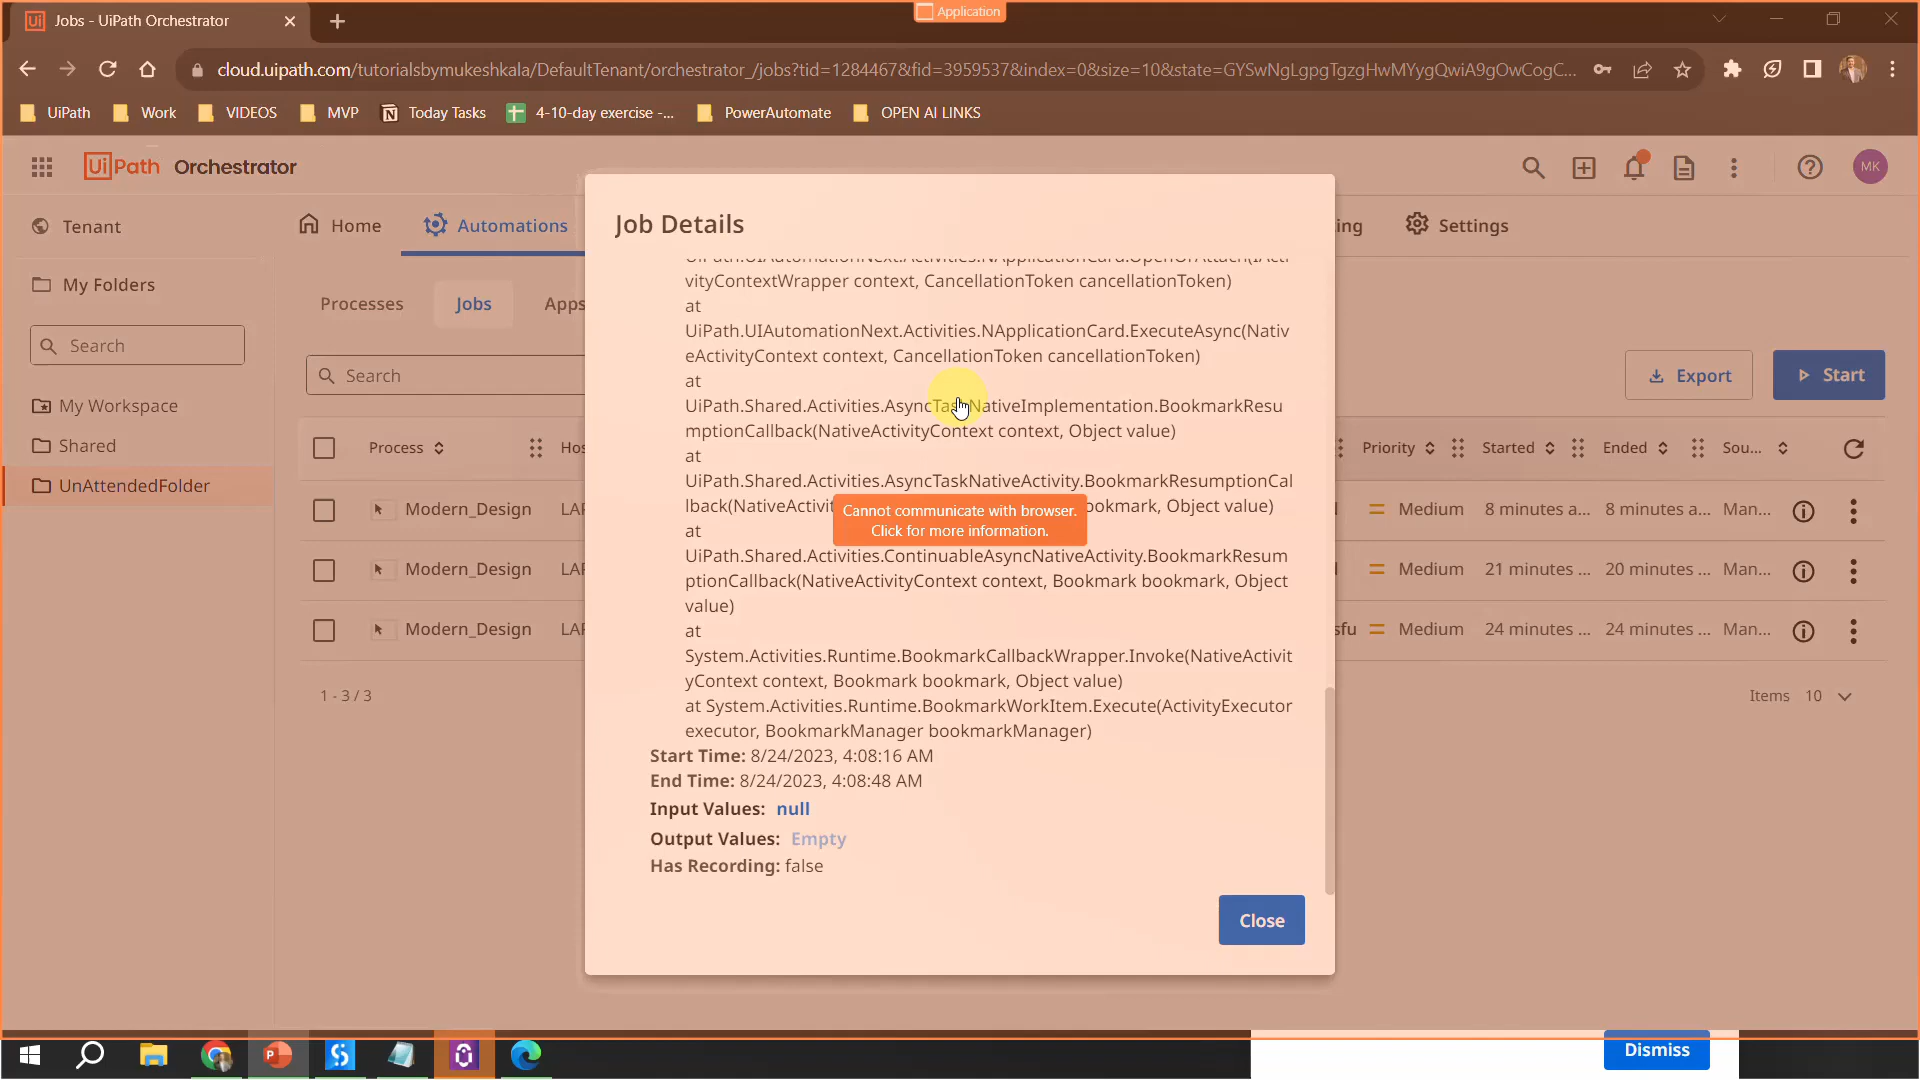 Jobs - UiPath Orchestrator
Application
cloud.uipath.com/tutorialsbymukeshkala/DefaultTenant/orchestrator_/jobs?tid=1284467&fid=3959537&index=0&size=10&state=GYSwNgLgpgTgzgHwMYygQwiA9gOwCogC...
UiPath Work VIDEOS MVP Today Tasks 4-10-day exercise -... PowerAutomate OPEN AI LINKS
UiPath Orchestrator
MK
Tenant
Home
Automations
Settings
My Folders
Search
My Workspace
Shared
UnAttendedFolder
Processes
Jobs
Apps
Search
Export
Start
Process
Priority Started Ended Sou...
Modern_Design Medium 8 minutes a... 8 minutes a... Man...
Modern_Design Medium 21 minutes ... 20 minutes ... Man...
Modern_Design Medium 24 minutes ... 24 minutes ... Man...
1 - 3 / 3
Items 10
Job Details
UiPath.UIAutomationNext.Activities.NApplicationCard.OpenOrAttach(IActi
vityContextWrapper context, CancellationToken cancellationToken)
at
UiPath.UIAutomationNext.Activities.NApplicationCard.ExecuteAsync(Nativ
eActivityContext context, CancellationToken cancellationToken)
at
UiPath.Shared.Activities.AsyncTaskNativeImplementation.BookmarkResu
mptionCallback(NativeActivityContext context, Object value)
at
UiPath.Shared.Activities.AsyncTaskNativeActivity.BookmarkResumptionCal
lback(NativeActivit ookmark, Object value)
Cannot communicate with browser.
Click for more information.
at
UiPath.Shared.Activities.ContinuableAsyncNativeActivity.BookmarkResum
ptionCallback(NativeActivityContext context, Bookmark bookmark, Object
value)
at
System.Activities.Runtime.BookmarkCallbackWrapper.Invoke(NativeActivit
yContext context, Bookmark bookmark, Object value)
at System.Activities.Runtime.BookmarkWorkItem.Execute(ActivityExecutor
executor, BookmarkManager bookmarkManager)
Start Time: 8/24/2023, 4:08:16 AM
End Time: 8/24/2023, 4:08:48 AM
Input Values: null
Output Values: Empty
Has Recording: false
Close
Dismiss